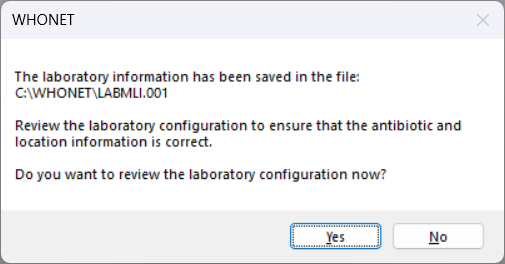 WHONET
The laboratory information has been saved in the file:
C:\WHONET\LABMLI.001
Review the laboratory configuration to ensure that the antibiotic and
location information is correct.
Do you want to review the laboratory configuration now?
Yes
No